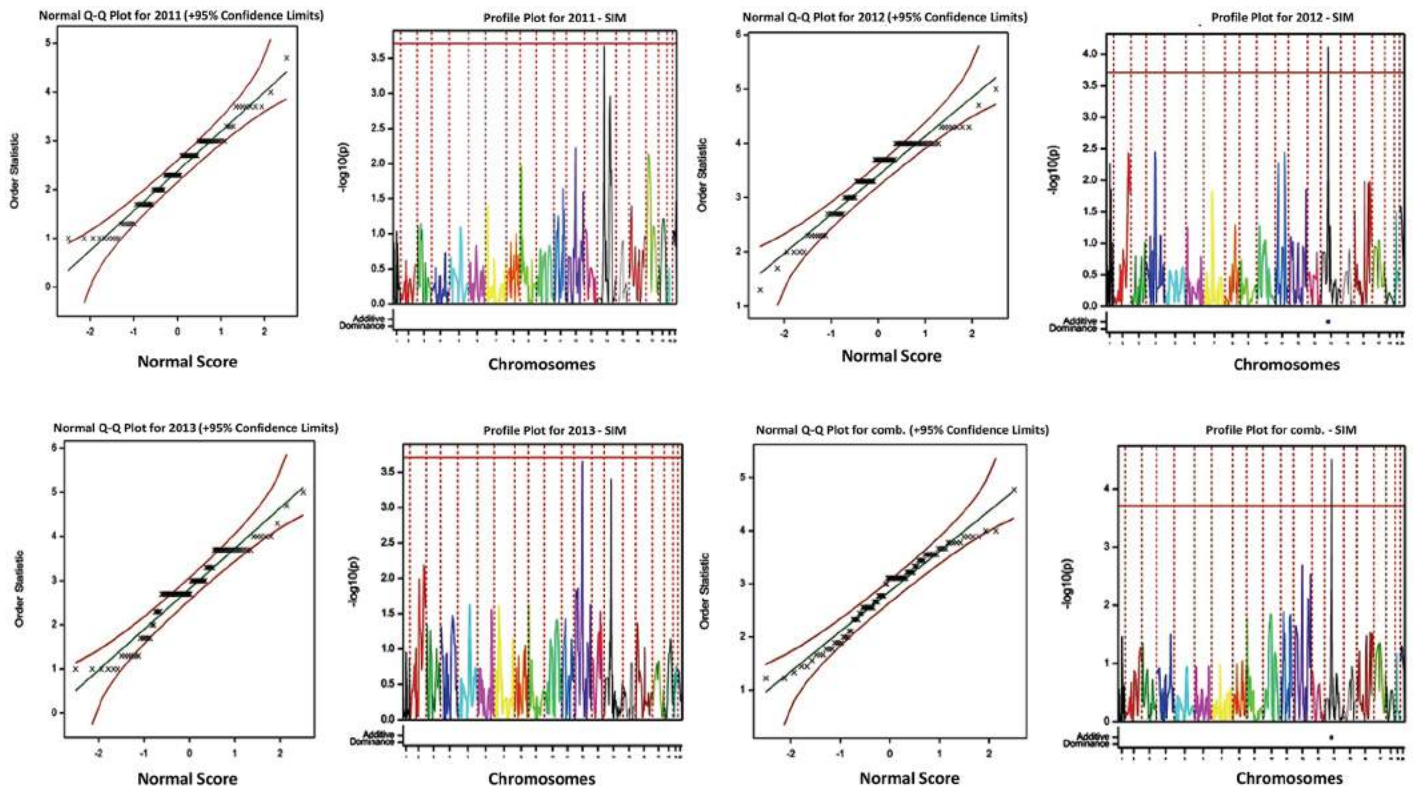 Normal Q-Q Plot for 2011 (+95% Confidence Limits)
Order Statistic
5
4
3
2
1
0
-2
-1
0
1
2
Normal Score
Profile Plot for 2011 - SIM
-log10(p)
3.5
3.0
2.5
2.0
1.5
1.0
0.5
0.0
Additive
Dominance
Chromosomes
Normal Q-Q Plot for 2012 (+95% Confidence Limits)
Order Statistic
6
5
4
3
2
1
-2
-1
0
1
2
Normal Score
Profile Plot for 2012 - SIM
-log10(p)
4.0
3.5
3.0
2.5
2.0
1.5
1.0
0.5
0.0
Additive
Dominance
Chromosomes
Normal Q-Q Plot for 2013 (+95% Confidence Limits)
Order Statistic
6
5
4
3
2
1
0
-2
-1
0
1
2
Normal Score
Profile Plot for 2013 - SIM
-log10(p)
3.5
3.0
2.5
2.0
1.5
1.0
0.5
0.0
Additive
Dominance
Chromosomes
Normal Q-Q Plot for comb. (+95% Confidence Limits)
Order Statistic
5
4
3
2
1
-2
-1
0
1
2
Normal Score
Profile Plot for comb. - SIM
-log10(p)
4
3
2
1
0
Additive
Dominance
Chromosomes